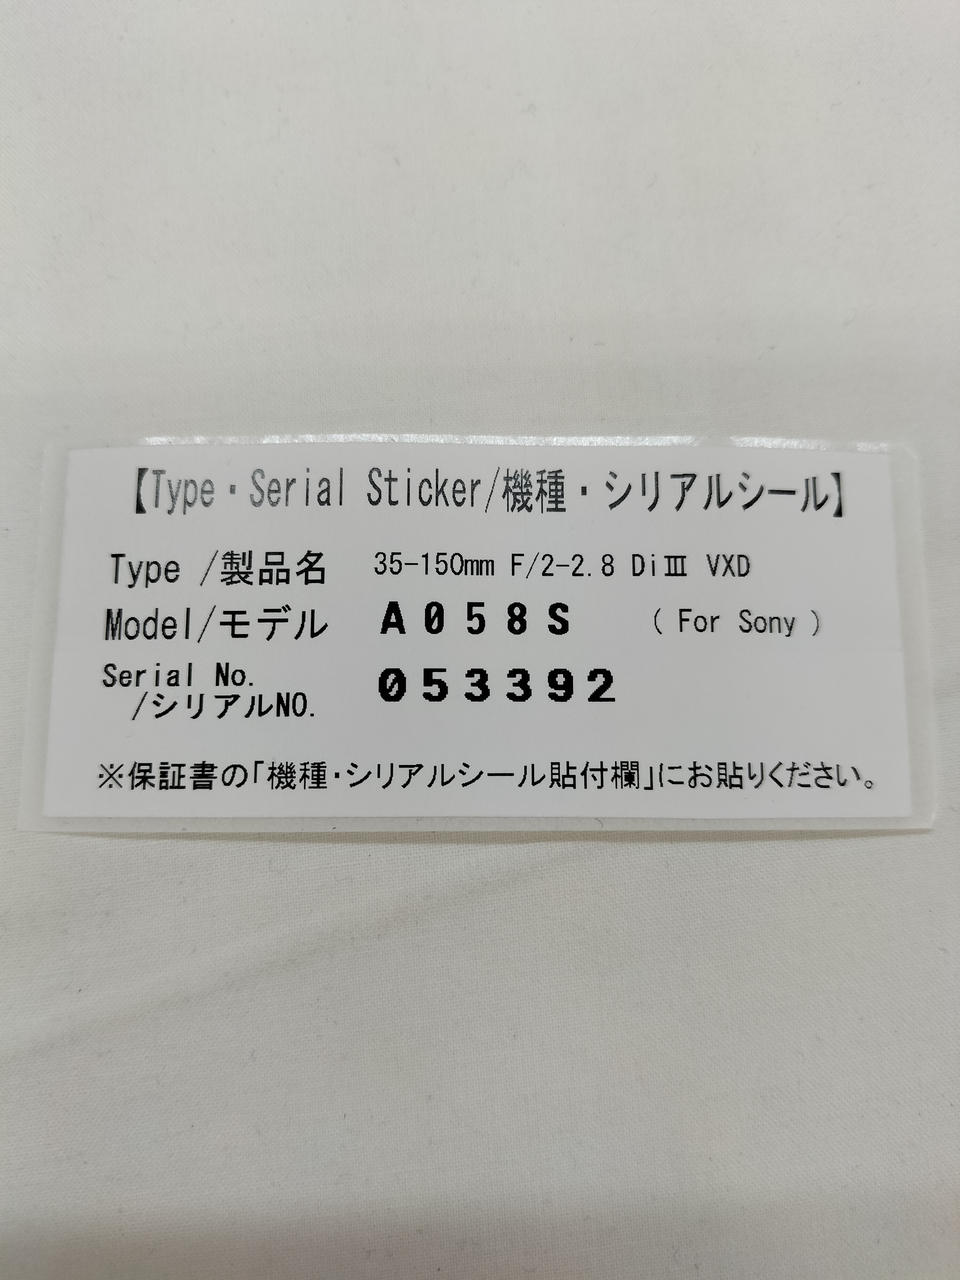 【Type・Serial Sticker/機種・シリアルシール】
Type /製品名 35-150mm F/2-2.8 DiⅢ VXD
Model/モデル A058S ( For Sony )
Serial No.
/シリアルNO. 053392
※保証書の「機種・シリアルシール貼付欄」にお貼りください。